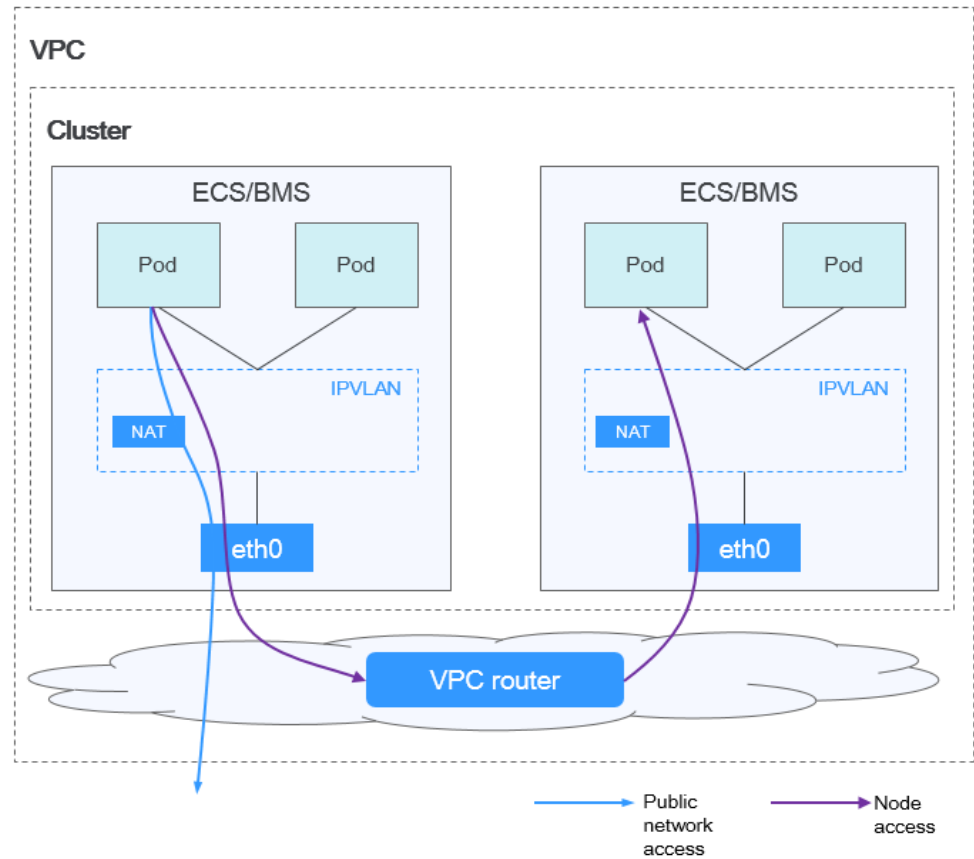 VPC
Cluster
ECS/BMS
Pod
Pod
IPVLAN
NAT
eth0
ECS/BMS
Pod
Pod
IPVLAN
NAT
eth0
VPC router
Public
network
access
Node
access